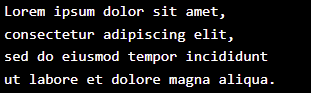 Lorem ipsum dolor sit amet,
consectetur adipiscing elit,
sed do eiusmod tempor incididunt
ut labore et dolore magna aliqua.